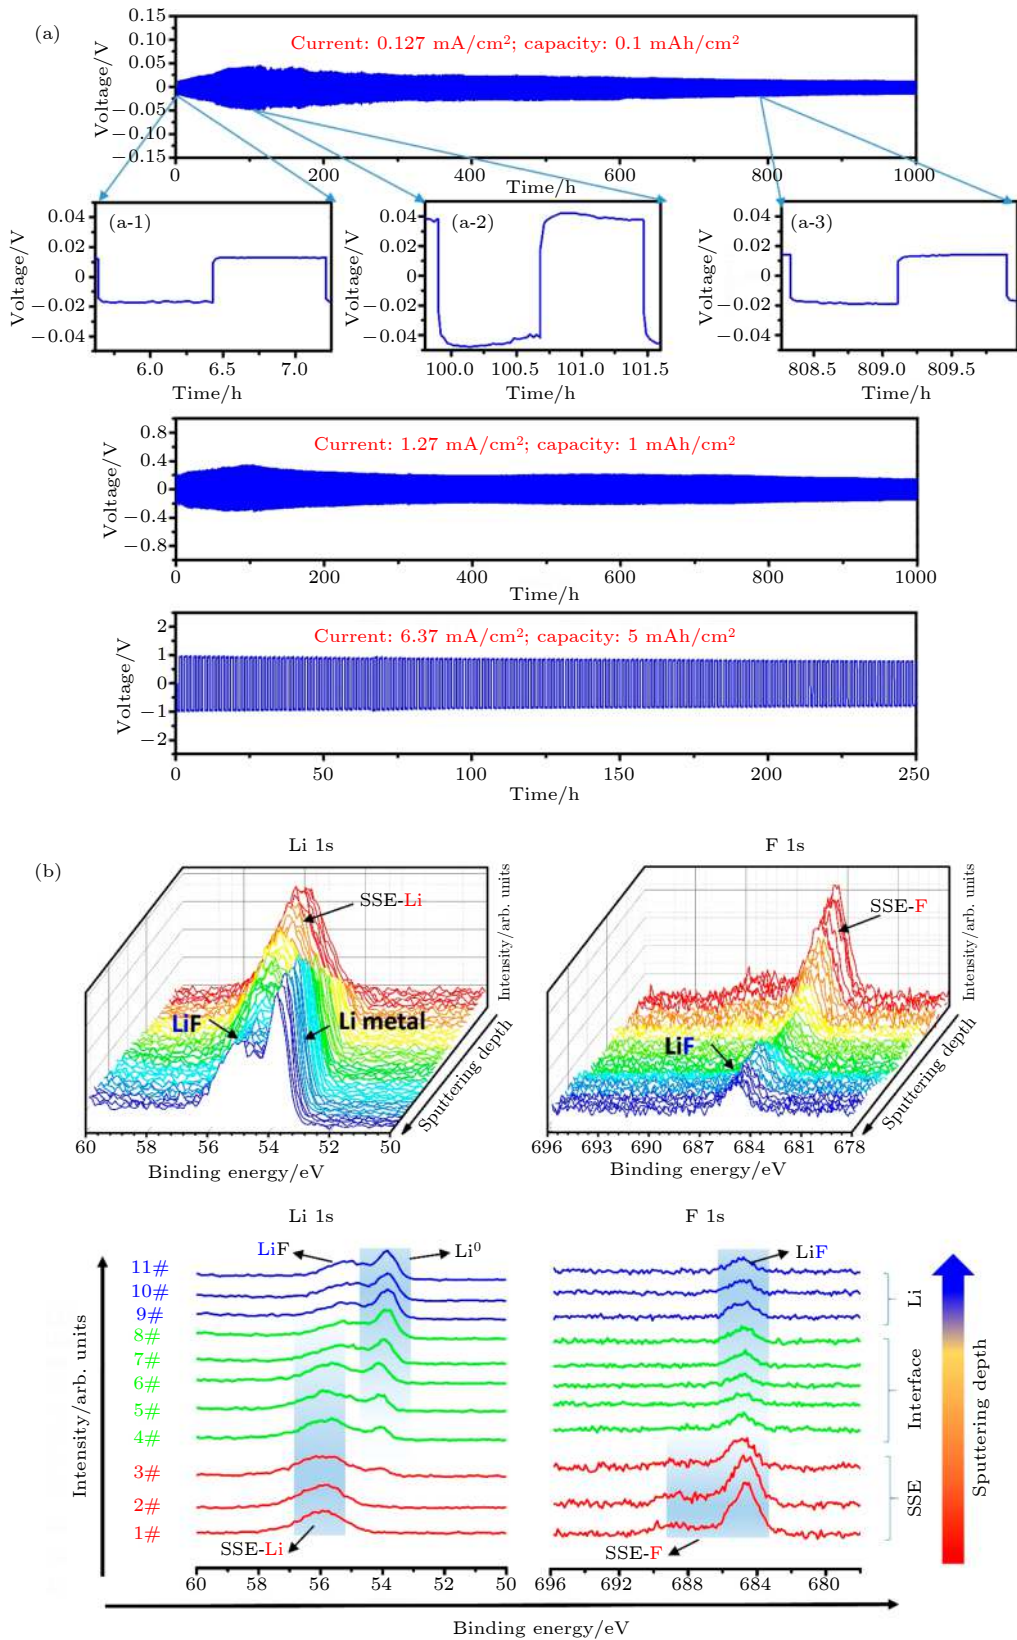 (a)
Current: 0.127 mA/cm²; capacity: 0.1 mAh/cm²
Voltage/V
0.15
0.10
0.05
0
−0.05
−0.10
−0.15
0 200 400 600 800 1000
Time/h
(a-1)
Voltage/V
0.04
0.02
0
−0.02
−0.04
6.0 6.5 7.0
Time/h
(a-2)
Voltage/V
0.04
0.02
0
−0.02
−0.04
100.0 100.5 101.0 101.5
Time/h
(a-3)
Voltage/V
0.04
0.02
0
−0.02
−0.04
808.5 809.0 809.5
Time/h
Current: 1.27 mA/cm²; capacity: 1 mAh/cm²
Voltage/V
0.8
0.4
0
−0.4
−0.8
0 200 400 600 800 1000
Time/h
Current: 6.37 mA/cm²; capacity: 5 mAh/cm²
Voltage/V
2
1
0
−1
−2
0 50 100 150 200 250
Time/h
(b)
Li 1s
SSE-Li
LiF
Li metal
Intensity/arb. units
Sputtering depth
60 58 56 54 52 50
Binding energy/eV
F 1s
SSE-F
LiF
Intensity/arb. units
Sputtering depth
696 693 690 687 684 681 678
Binding energy/eV
Li 1s
F 1s
LiF
Li⁰
LiF
11#
10#
9#
8#
7#
6#
5#
4#
3#
2#
1#
SSE-Li
SSE-F
Li
Interface
SSE
Sputtering depth
Intensity/arb. units
60 58 56 54 52 50
696 692 688 684 680
Binding energy/eV